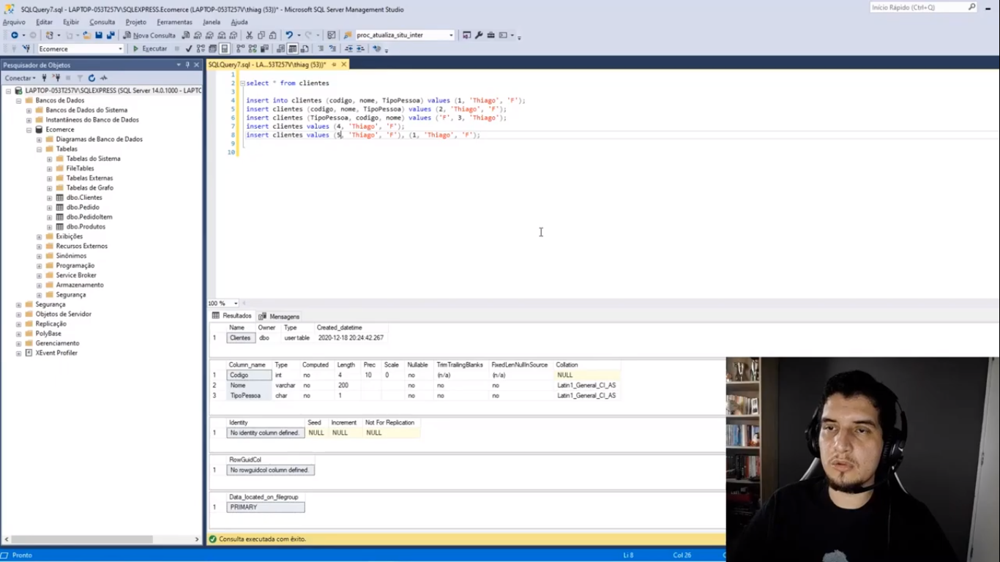 SQLQuery7.sql - LAPTOP-053T257V\SQLEXPRESS.Ecomerce (LAPTOP-053T257V\thiag (53))* - Microsoft SQL Server Management Studio
Início Rápido (Ctrl+Q)
Arquivo Editar Exibir Consulta Projeto Ferramentas Janela Ajuda
Nova Consulta proc_atualiza_situ_inter
Ecomerce Executar
Pesquisador de Objetos
SQLQuery7.sql - LA...53T257V\thiag (53))*
Conectar
LAPTOP-053T257V\SQLEXPRESS (SQL Server 14.0.1000 - LAPTC
Bancos de Dados
Bancos de Dados do Sistema
Instantâneos do Banco de Dados
Ecomerce
Diagramas de Banco de Dados
Tabelas
Tabelas do Sistema
FileTables
Tabelas Externas
Tabelas de Grafo
dbo.Clientes
dbo.Pedido
dbo.PedidoItem
dbo.Produtos
Exibições
Recursos Externos
Sinônimos
Programação
Service Broker
Armazenamento
Segurança
Segurança
Objetos de Servidor
Replicação
PolyBase
Gerenciamento
XEvent Profiler
1
2 select * from clientes
3
4 insert into clientes (codigo, nome, TipoPessoa) values (1, 'Thiago', 'F');
5 insert clientes (codigo, nome, TipoPessoa) values (2, 'Thiago', 'F');
6 insert clientes (TipoPessoa, codigo, nome) values ('F', 3, 'Thiago');
7 insert clientes values (4, 'Thiago', 'F');
8 insert clientes values (5, 'Thiago', 'F'), (1, 'Thiago', 'F');
9
10
100 %
Resultados Mensagens
Name Owner Type Created_datetime
1 Clientes dbo user table 2020-12-18 20:24:42.267
Column_name Type Computed Length Prec Scale Nullable TrimTrailingBlanks FixedLenNullInSource Collation
1 Codigo int no 4 10 0 no (n/a) (n/a) NULL
2 Nome varchar no 200 no no no Latin1_General_CI_AS
3 TipoPessoa char no 1 no no no Latin1_General_CI_AS
Identity Seed Increment Not For Replication
1 No identity column defined. NULL NULL NULL
RowGuidCol
1 No rowguidcol column defined.
Data_located_on_filegroup
1 PRIMARY
Consulta executada com êxito.
Pronto Li 8 Col 26